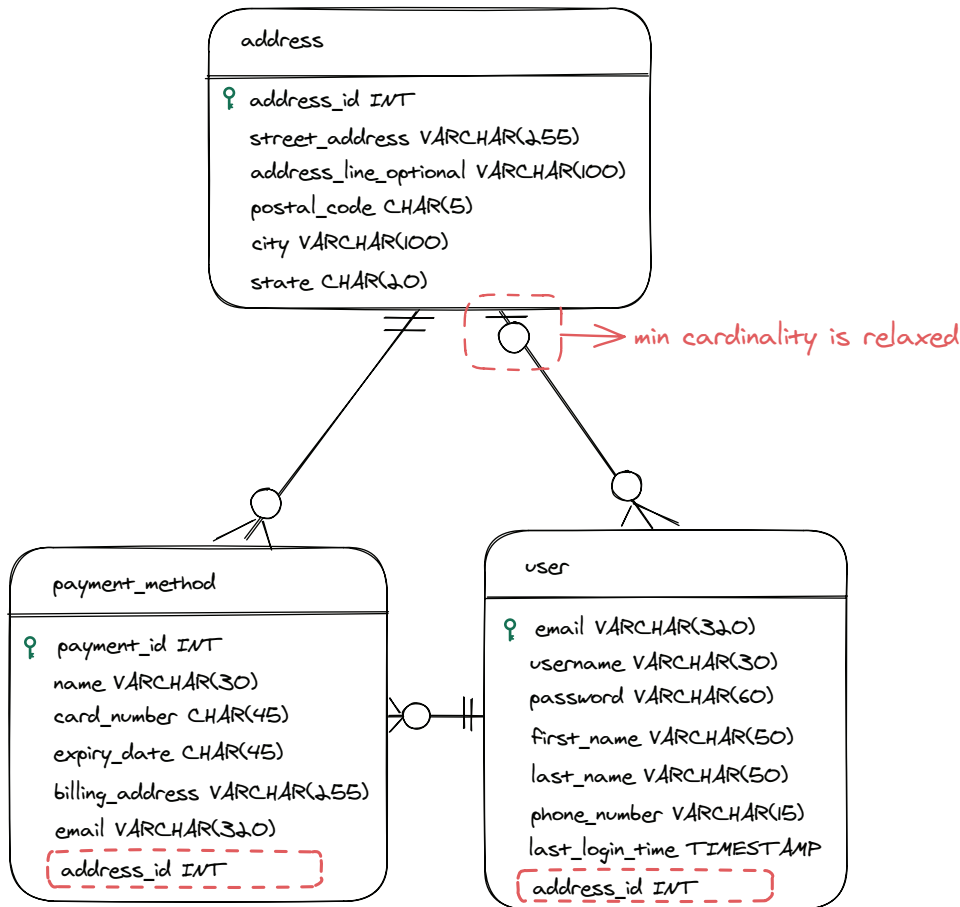 address
address_id INT
street_address VARCHAR(255)
address_line_optional VARCHAR(100)
postal_code CHAR(5)
city VARCHAR(100)
state CHAR(20)
min cardinality is relaxed
payment_method
payment_id INT
name VARCHAR(30)
card_number CHAR(45)
expiry_date CHAR(45)
billing_address VARCHAR(255)
email VARCHAR(320)
address_id INT
user
email VARCHAR(320)
username VARCHAR(30)
password VARCHAR(60)
first_name VARCHAR(50)
last_name VARCHAR(50)
phone_number VARCHAR(15)
last_login_time TIMESTAMP
address_id INT